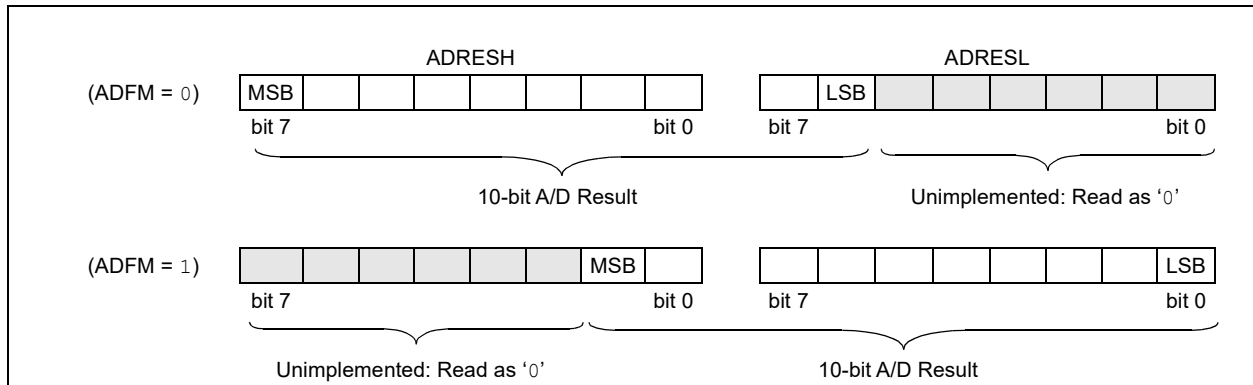 ADRESH ADRESL
(ADFM = 0) MSB LSB
bit 7 bit 0 bit 7 bit 0
10-bit A/D Result Unimplemented: Read as ‘0’
(ADFM = 1) MSB LSB
bit 7 bit 0 bit 7 bit 0
Unimplemented: Read as ‘0’ 10-bit A/D Result